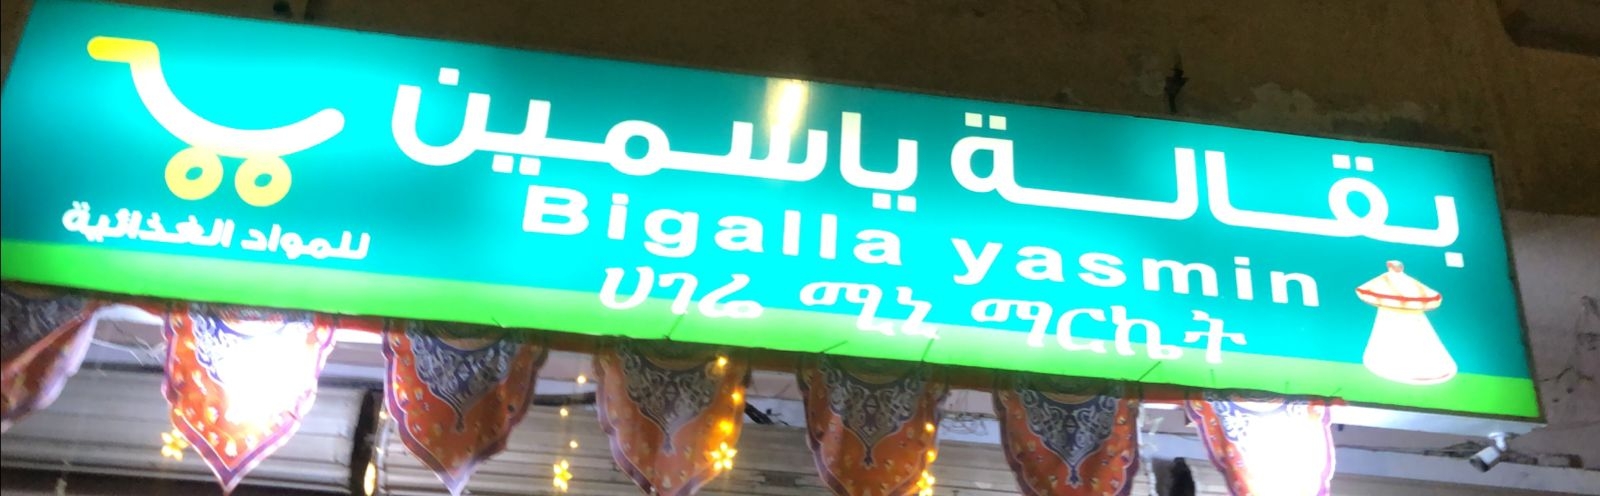 بقالة ياسمين
Bigalla yasmin
ሀገሬ ሚኒ ማርኬት
للمواد الغذائية